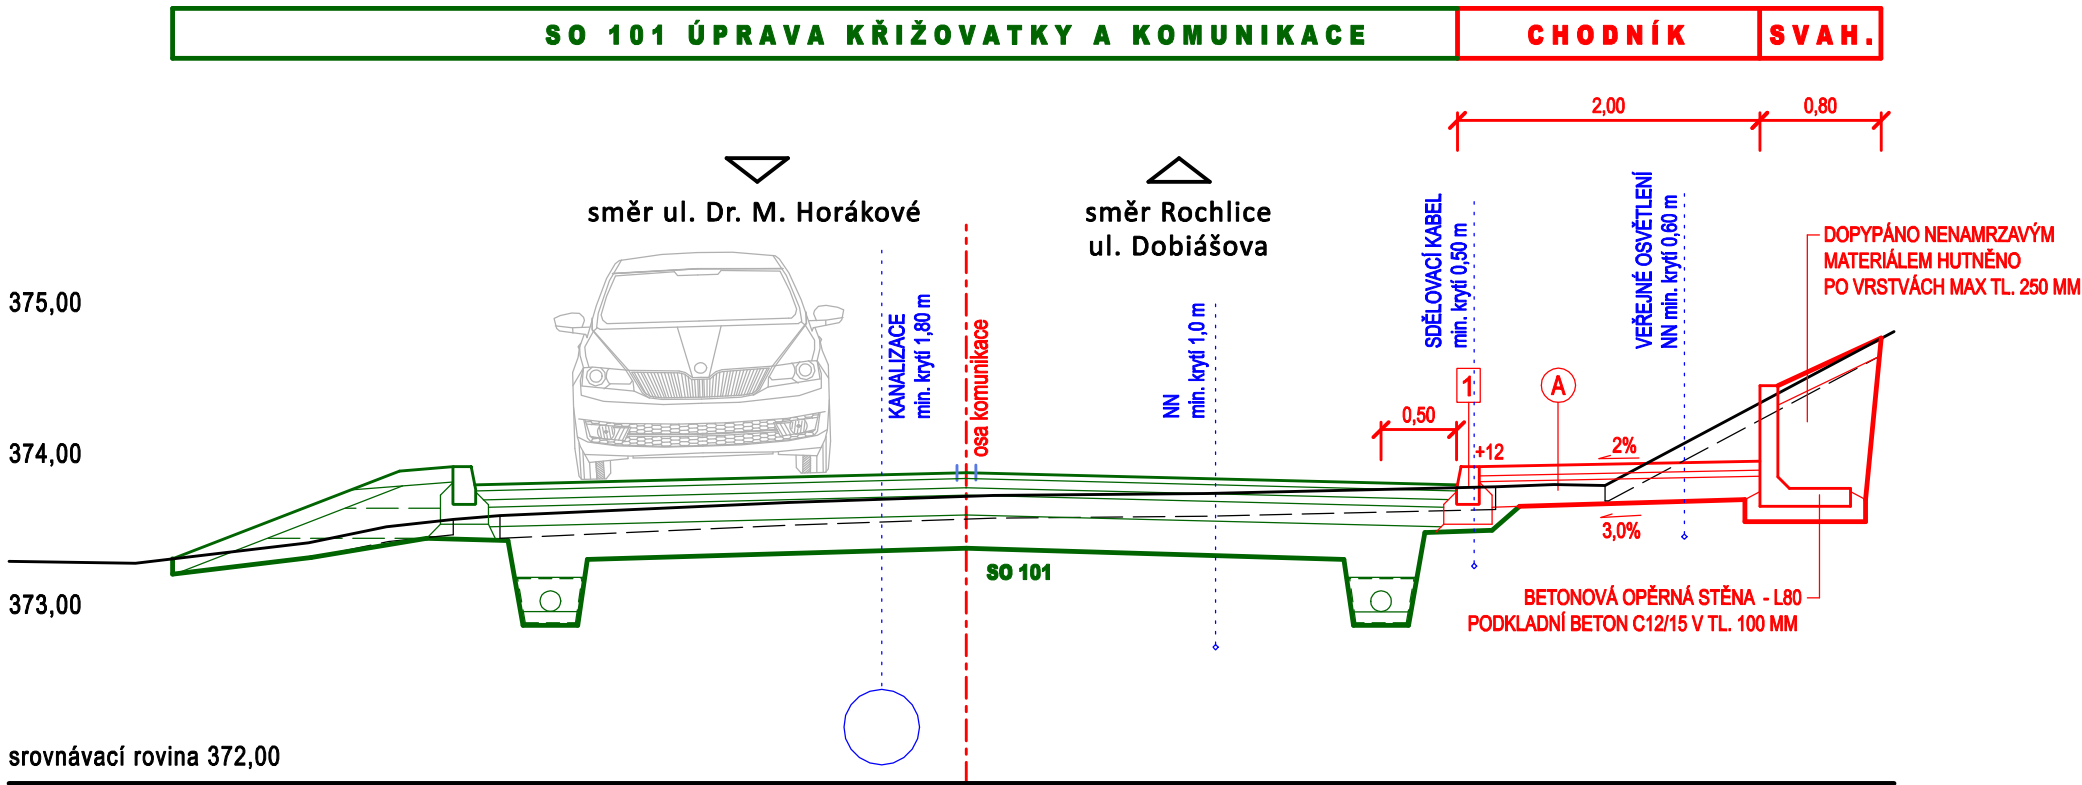 SO 101 ÚPRAVA KŘIŽOVATKY A KOMUNIKACE
CHODNÍK
SVAH.
2,00
0,80
směr ul. Dr. M. Horákové
směr Rochlice
ul. Dobiášova
SDĚLOVACÍ KABEL
min. krytí 0,50 m
VEŘEJNÉ OSVĚTLENÍ
NN min. krytí 0,60 m
DOPYPÁNO NENAMRZAVÝM
MATERIÁLEM HUTNĚNO
PO VRSTVÁCH MAX TL. 250 MM
375,00
KANALIZACE
min. krytí 1,80 m
osa komunikace
NN
min. krytí 1,0 m
1
A
0,50
374,00
+12
2%
3,0%
SO 101
373,00
BETONOVÁ OPĚRNÁ STĚNA - L80
PODKLADNÍ BETON C12/15 V TL. 100 MM
srovnávací rovina 372,00